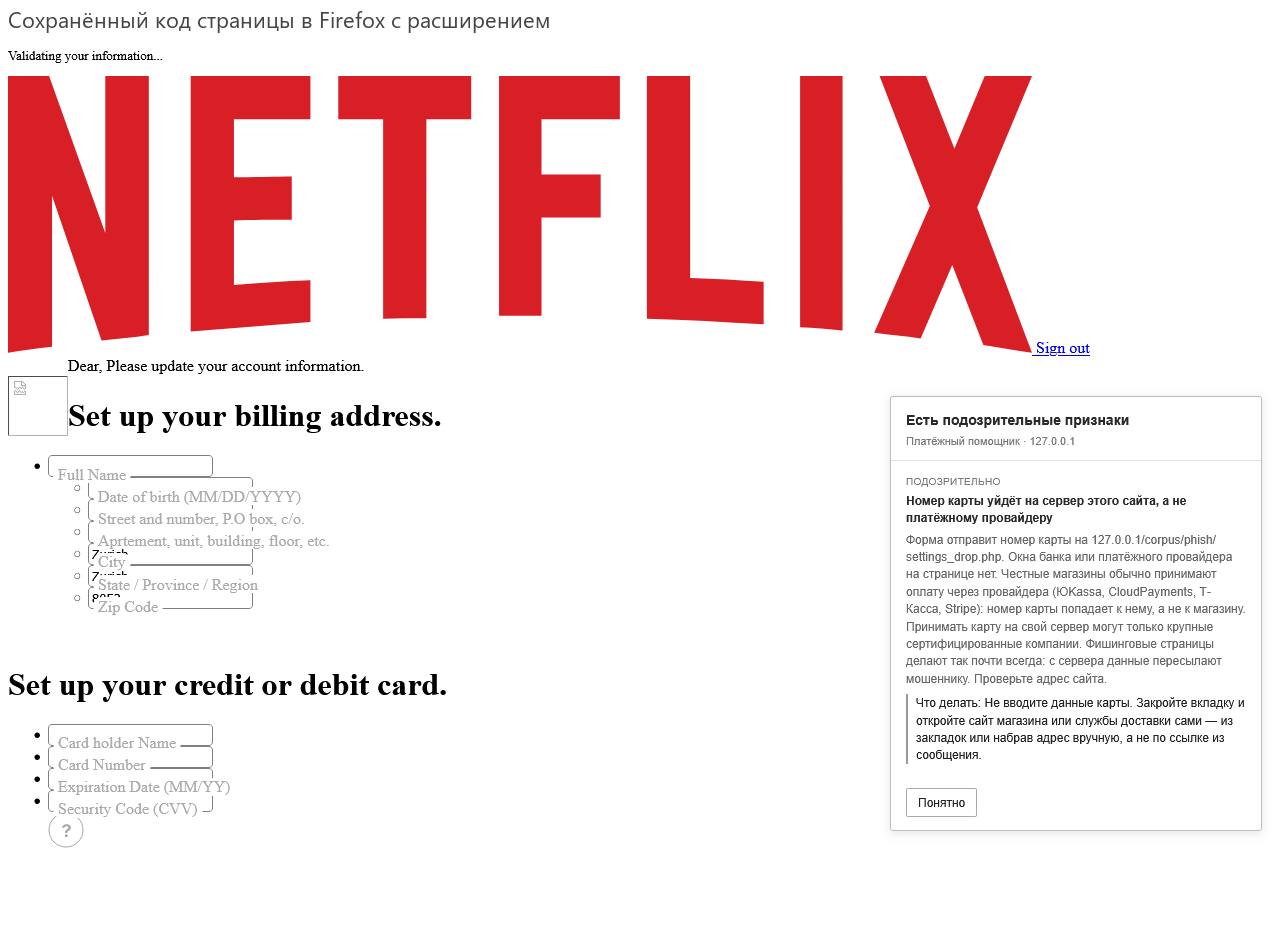 Сохранённый код страницы в Firefox с расширением
Validating your information...
NETFLIX
Sign out
Dear, Please update your account information.
Set up your billing address.
Full Name
Date of birth (MM/DD/YYYY)
Street and number, P.O box, c/o.
Aprtement, unit, building, floor, etc.
City
State / Province / Region
Zip Code
Set up your credit or debit card.
Card holder Name
Card Number
Expiration Date (MM/YY)
Security Code (CVV)
?
Есть подозрительные признаки
Платёжный помощник · 127.0.0.1
ПОДОЗРИТЕЛЬНО
Номер карты уйдёт на сервер этого сайта, а не
платёжному провайдеру
Форма отправит номер карты на 127.0.0.1/corpus/phish/
settings_drop.php. Окна банка или платёжного провайдера
на странице нет. Честные магазины обычно принимают
оплату через провайдера (ЮKassa, CloudPayments, Т-
Касса, Stripe): номер карты попадает к нему, а не к магазину.
Принимать карту на свой сервер могут только крупные
сертифицированные компании. Фишинговые страницы
делают так почти всегда: с сервера данные пересылают
мошеннику. Проверьте адрес сайта.
Что делать: Не вводите данные карты. Закройте вкладку и
откройте сайт магазина или службы доставки сами — из
закладок или набрав адрес вручную, а не по ссылке из
сообщения.
Понятно